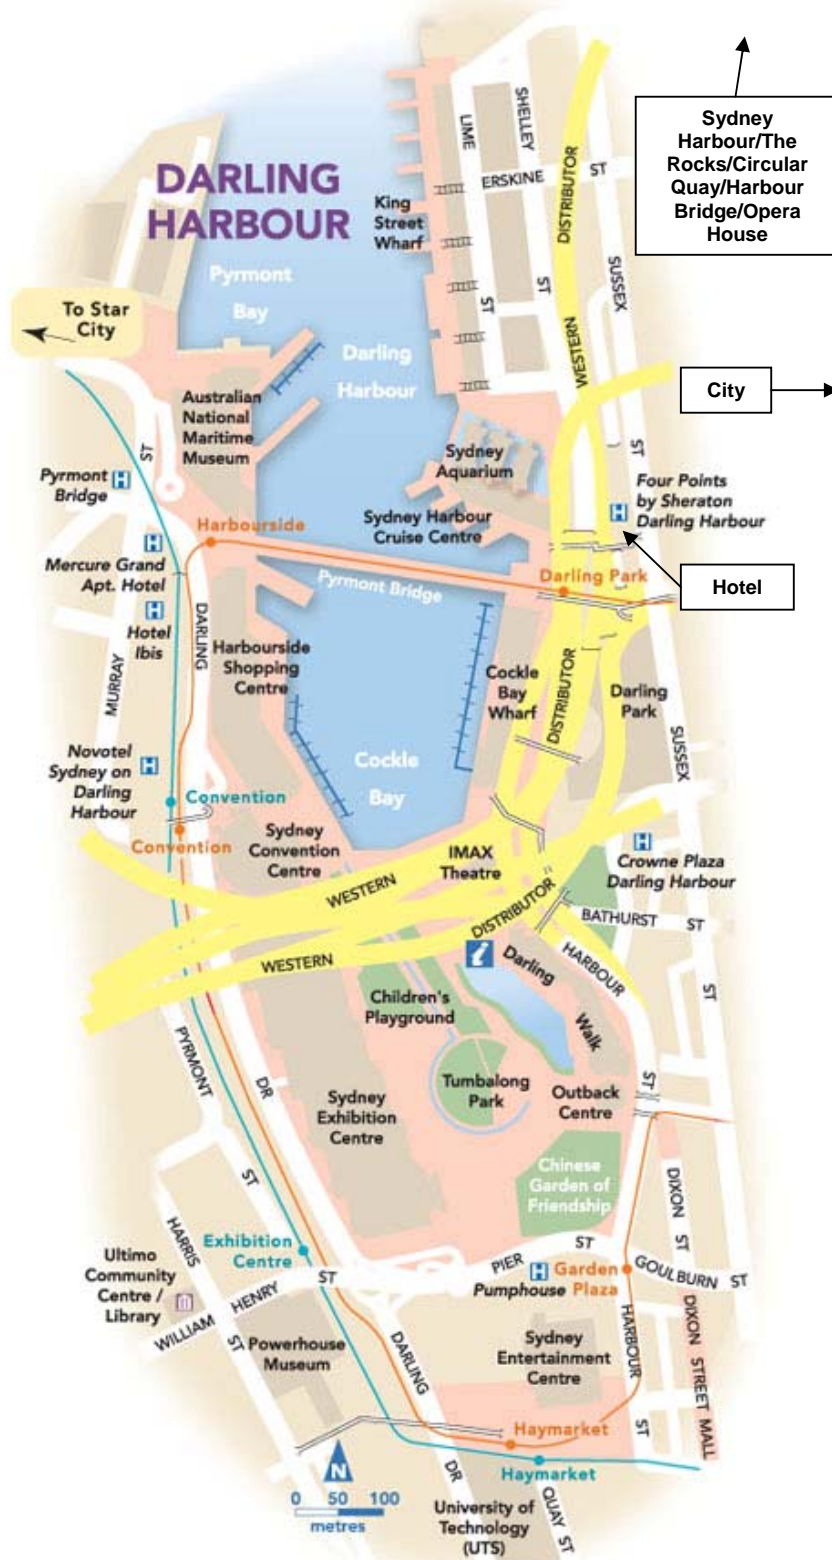 DARLING
HARBOUR
Sydney
Harbour/The
Rocks/Circular
Quay/Harbour
Bridge/Opera
House
LIME
ST
SHELLEY
ST
ERSKINE ST
WESTERN DISTRIBUTOR
SUSSEX
ST
King
Street
Wharf
Pyrmont
Bay
To Star
City
Darling
Harbour
City
Australian
National
Maritime
Museum
ST
Sydney
Aquarium
Pyrmont
Bridge
H
H
Four Points
by Sheraton
Darling Harbour
Sydney Harbour
Cruise Centre
Harbourside
H
Mercure Grand
Apt. Hotel
Pyrmont Bridge
Darling Park
Hotel
H
Hotel
Ibis
DARLING
MURRAY
Harbourside
Shopping
Centre
Cockle
Bay
Wharf
DISTRIBUTOR
Darling
Park
SUSSEX
Novotel
Sydney on
Darling
Harbour
H
Cockle
Bay
Convention
Convention
Sydney
Convention
Centre
IMAX
Theatre
H
Crowne Plaza
Darling Harbour
WESTERN
DISTRIBUTOR
BATHURST ST
WESTERN
i
Darling
Walk
HARBOUR
ST
ST
Children's
Playground
PYRMONT
ST
DR
Sydney
Exhibition
Centre
Tumbalong
Park
Outback
Centre
Chinese
Garden of
Friendship
DIXON
ST
HARRIS
ST
Exhibition
Centre
Ultimo
Community
Centre /
Library
WILLIAM HENRY ST
PIER ST
H
Pumphouse
Garden
Plaza
GOULBURN ST
Powerhouse
Museum
DARLING
DR
Sydney
Entertainment
Centre
HARBOUR
ST
DIXON STREET MALL
Haymarket
Haymarket
N
0 50 100
metres
University of
Technology
(UTS)
QUAY ST